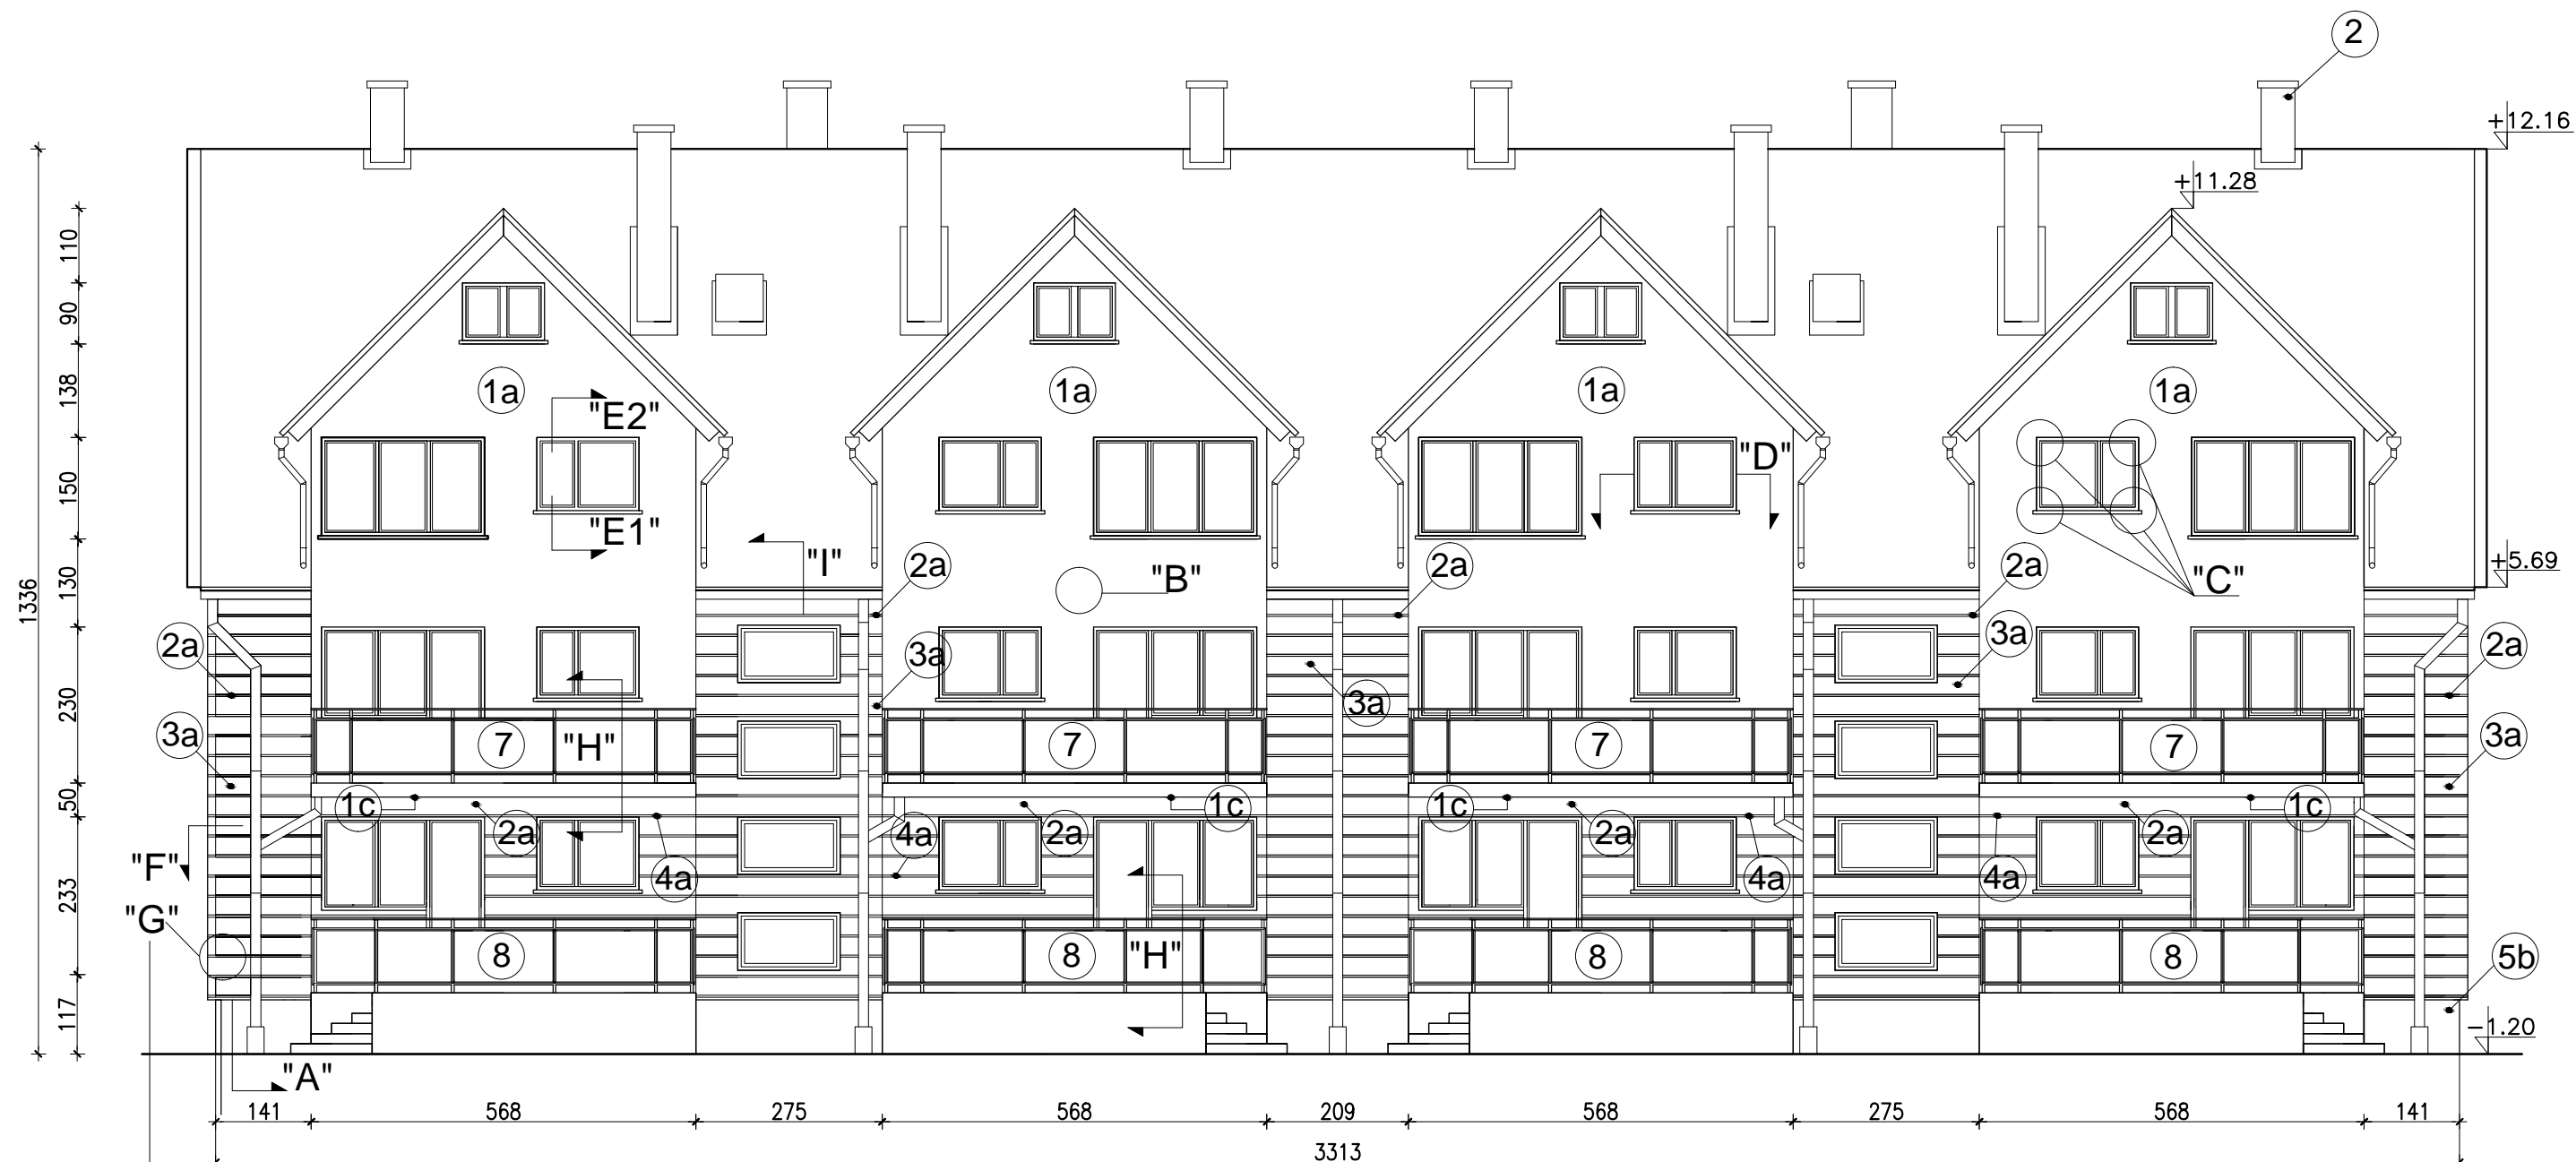 2
+12.16
+11.28
110
90
138
150
130
230
50
233
117
1336
1a
1a
1a
1a
"E2"
"E1"
"D"
"I"
"B"
"C"
+5.69
2a
2a
2a
2a
2a
3a
3a
3a
3a
3a
7
7
7
7
"H"
1c
1c
1c
1c
2a
2a
2a
2a
4a
4a
4a
4a
"F"
"G"
8
8
8
8
"H"
5b
-1.20
"A"
141
568
275
568
209
568
275
568
141
3313